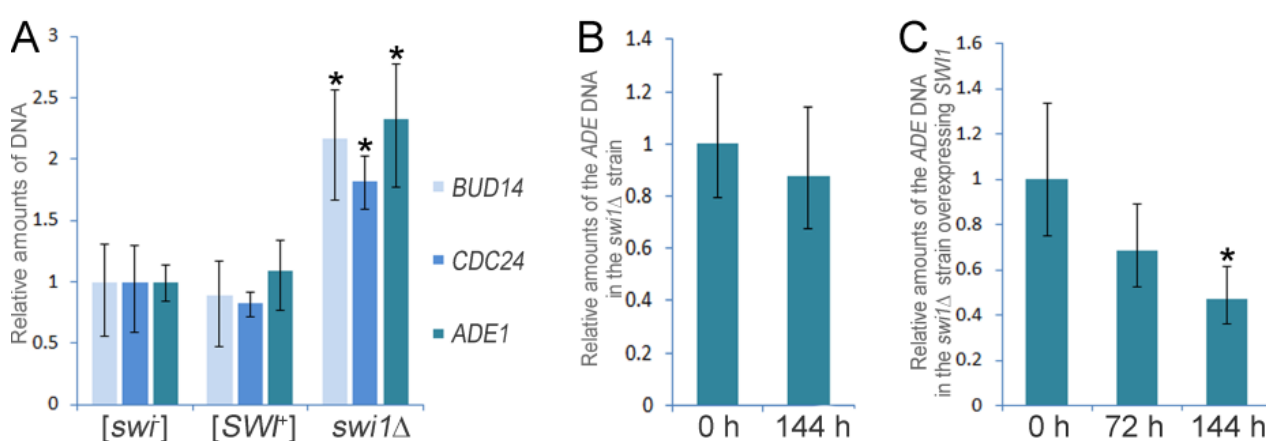 A
Relative amounts of DNA
3
2.5
2
1.5
1
0.5
0
*
*
*
[swi-]
[SWI+]
swi1Δ
BUD14
CDC24
ADE1
B
Relative amounts of the ADE DNA
in the swi1Δ strain
1.4
1.2
1
0.8
0.6
0.4
0.2
0
0 h
144 h
C
Relative amounts of the ADE DNA
in the swi1Δ strain overexpressing SWI1
1.6
1.4
1.2
1
0.8
0.6
0.4
0.2
0
*
0 h
72 h
144 h